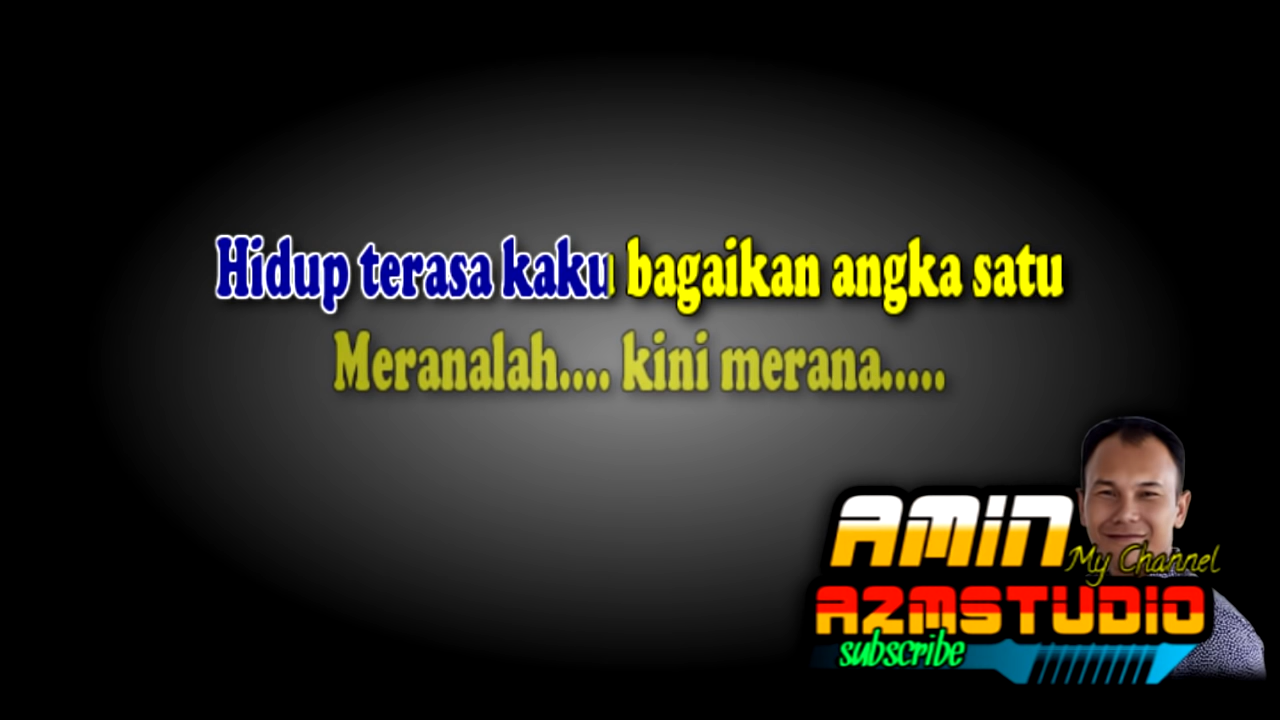 Hidup terasa kaku bagaikan angka satu
Meranalah.... kini merana.....
AMIN
My Channel
AZMSTUDIO
subscribe